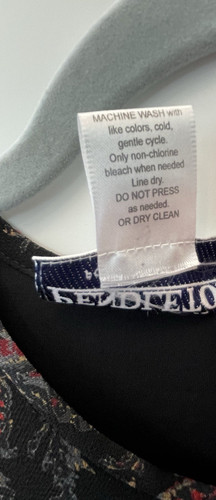 MACHINE WASH with
like colors, cold,
gentle cycle.
Only non-chlorine
bleach when needed
Line dry.
DO NOT PRESS
as needed.
OR DRY CLEAN